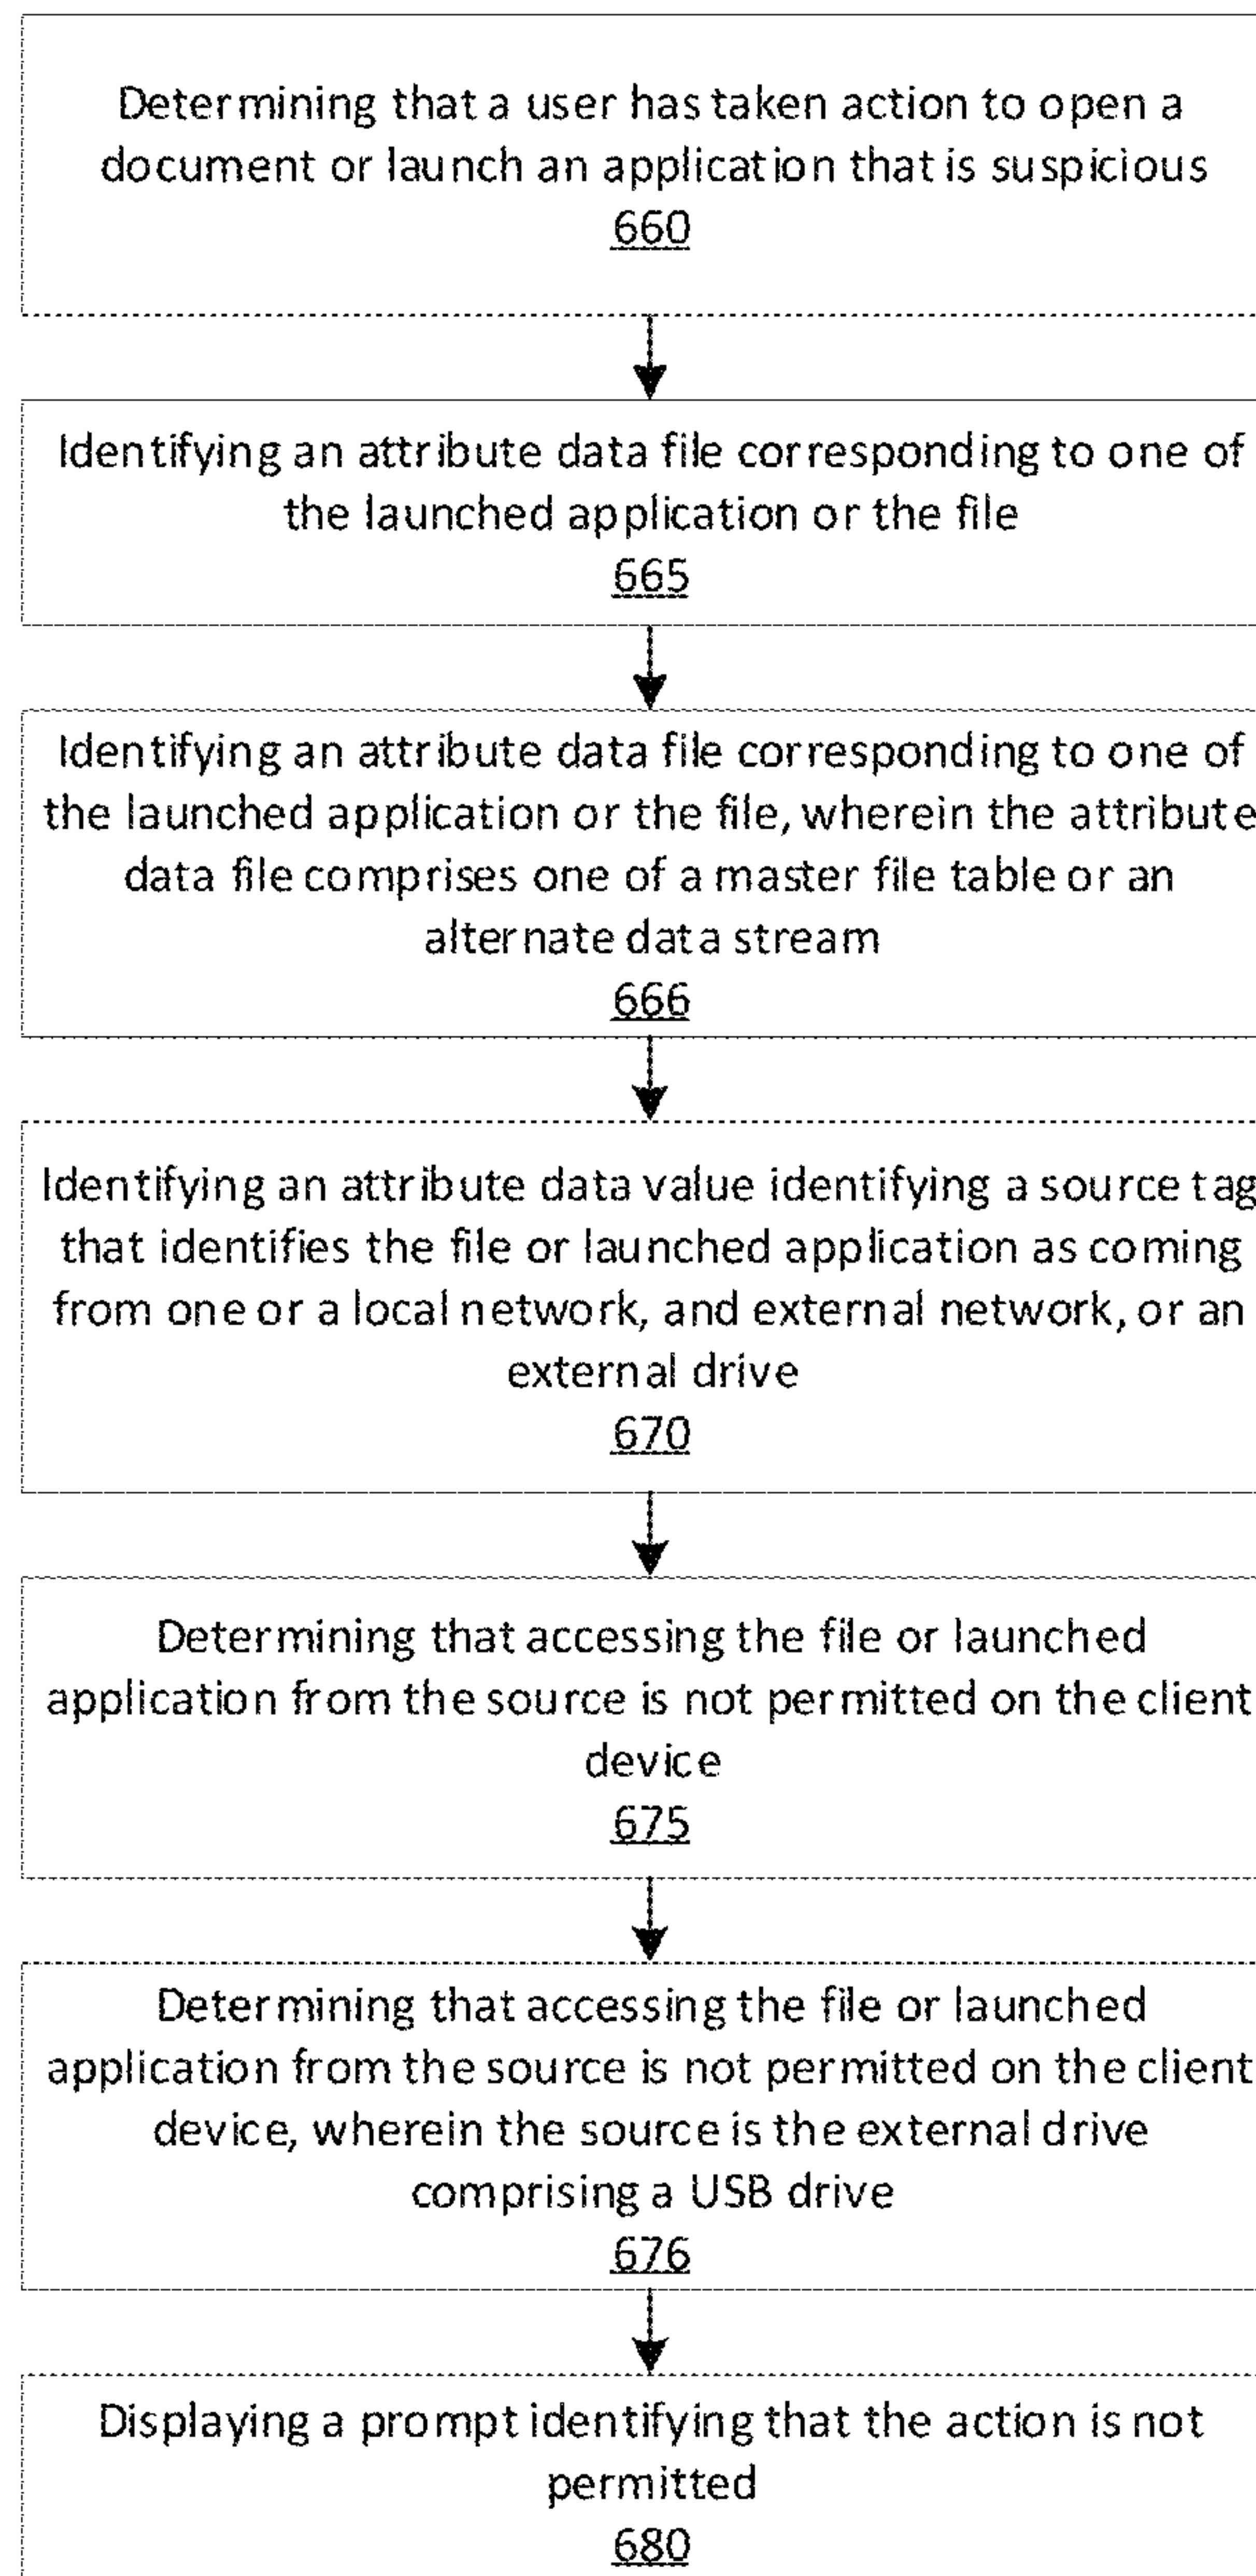 Determining that a user has taken action to open a
document or launch an application that is suspicious
660
Identifying an attribute data file corresponding to one of
the launched application or the file
665
Identifying an attribute data file corresponding to one of
the launched application or the file, wherein the attribute
data file comprises one of a master file table or an
alternate data stream
666
Identifying an attribute data value identifying a source tag
that identifies the file or launched application as coming
from one or a local network, and external network, or an
external drive
670
Determining that accessing the file or launched
application from the source is not permitted on the client
device
675
Determining that accessing the file or launched
application from the source is not permitted on the client
device, wherein the source is the external drive
comprising a USB drive
676
Displaying a prompt identifying that the action is not
permitted
680